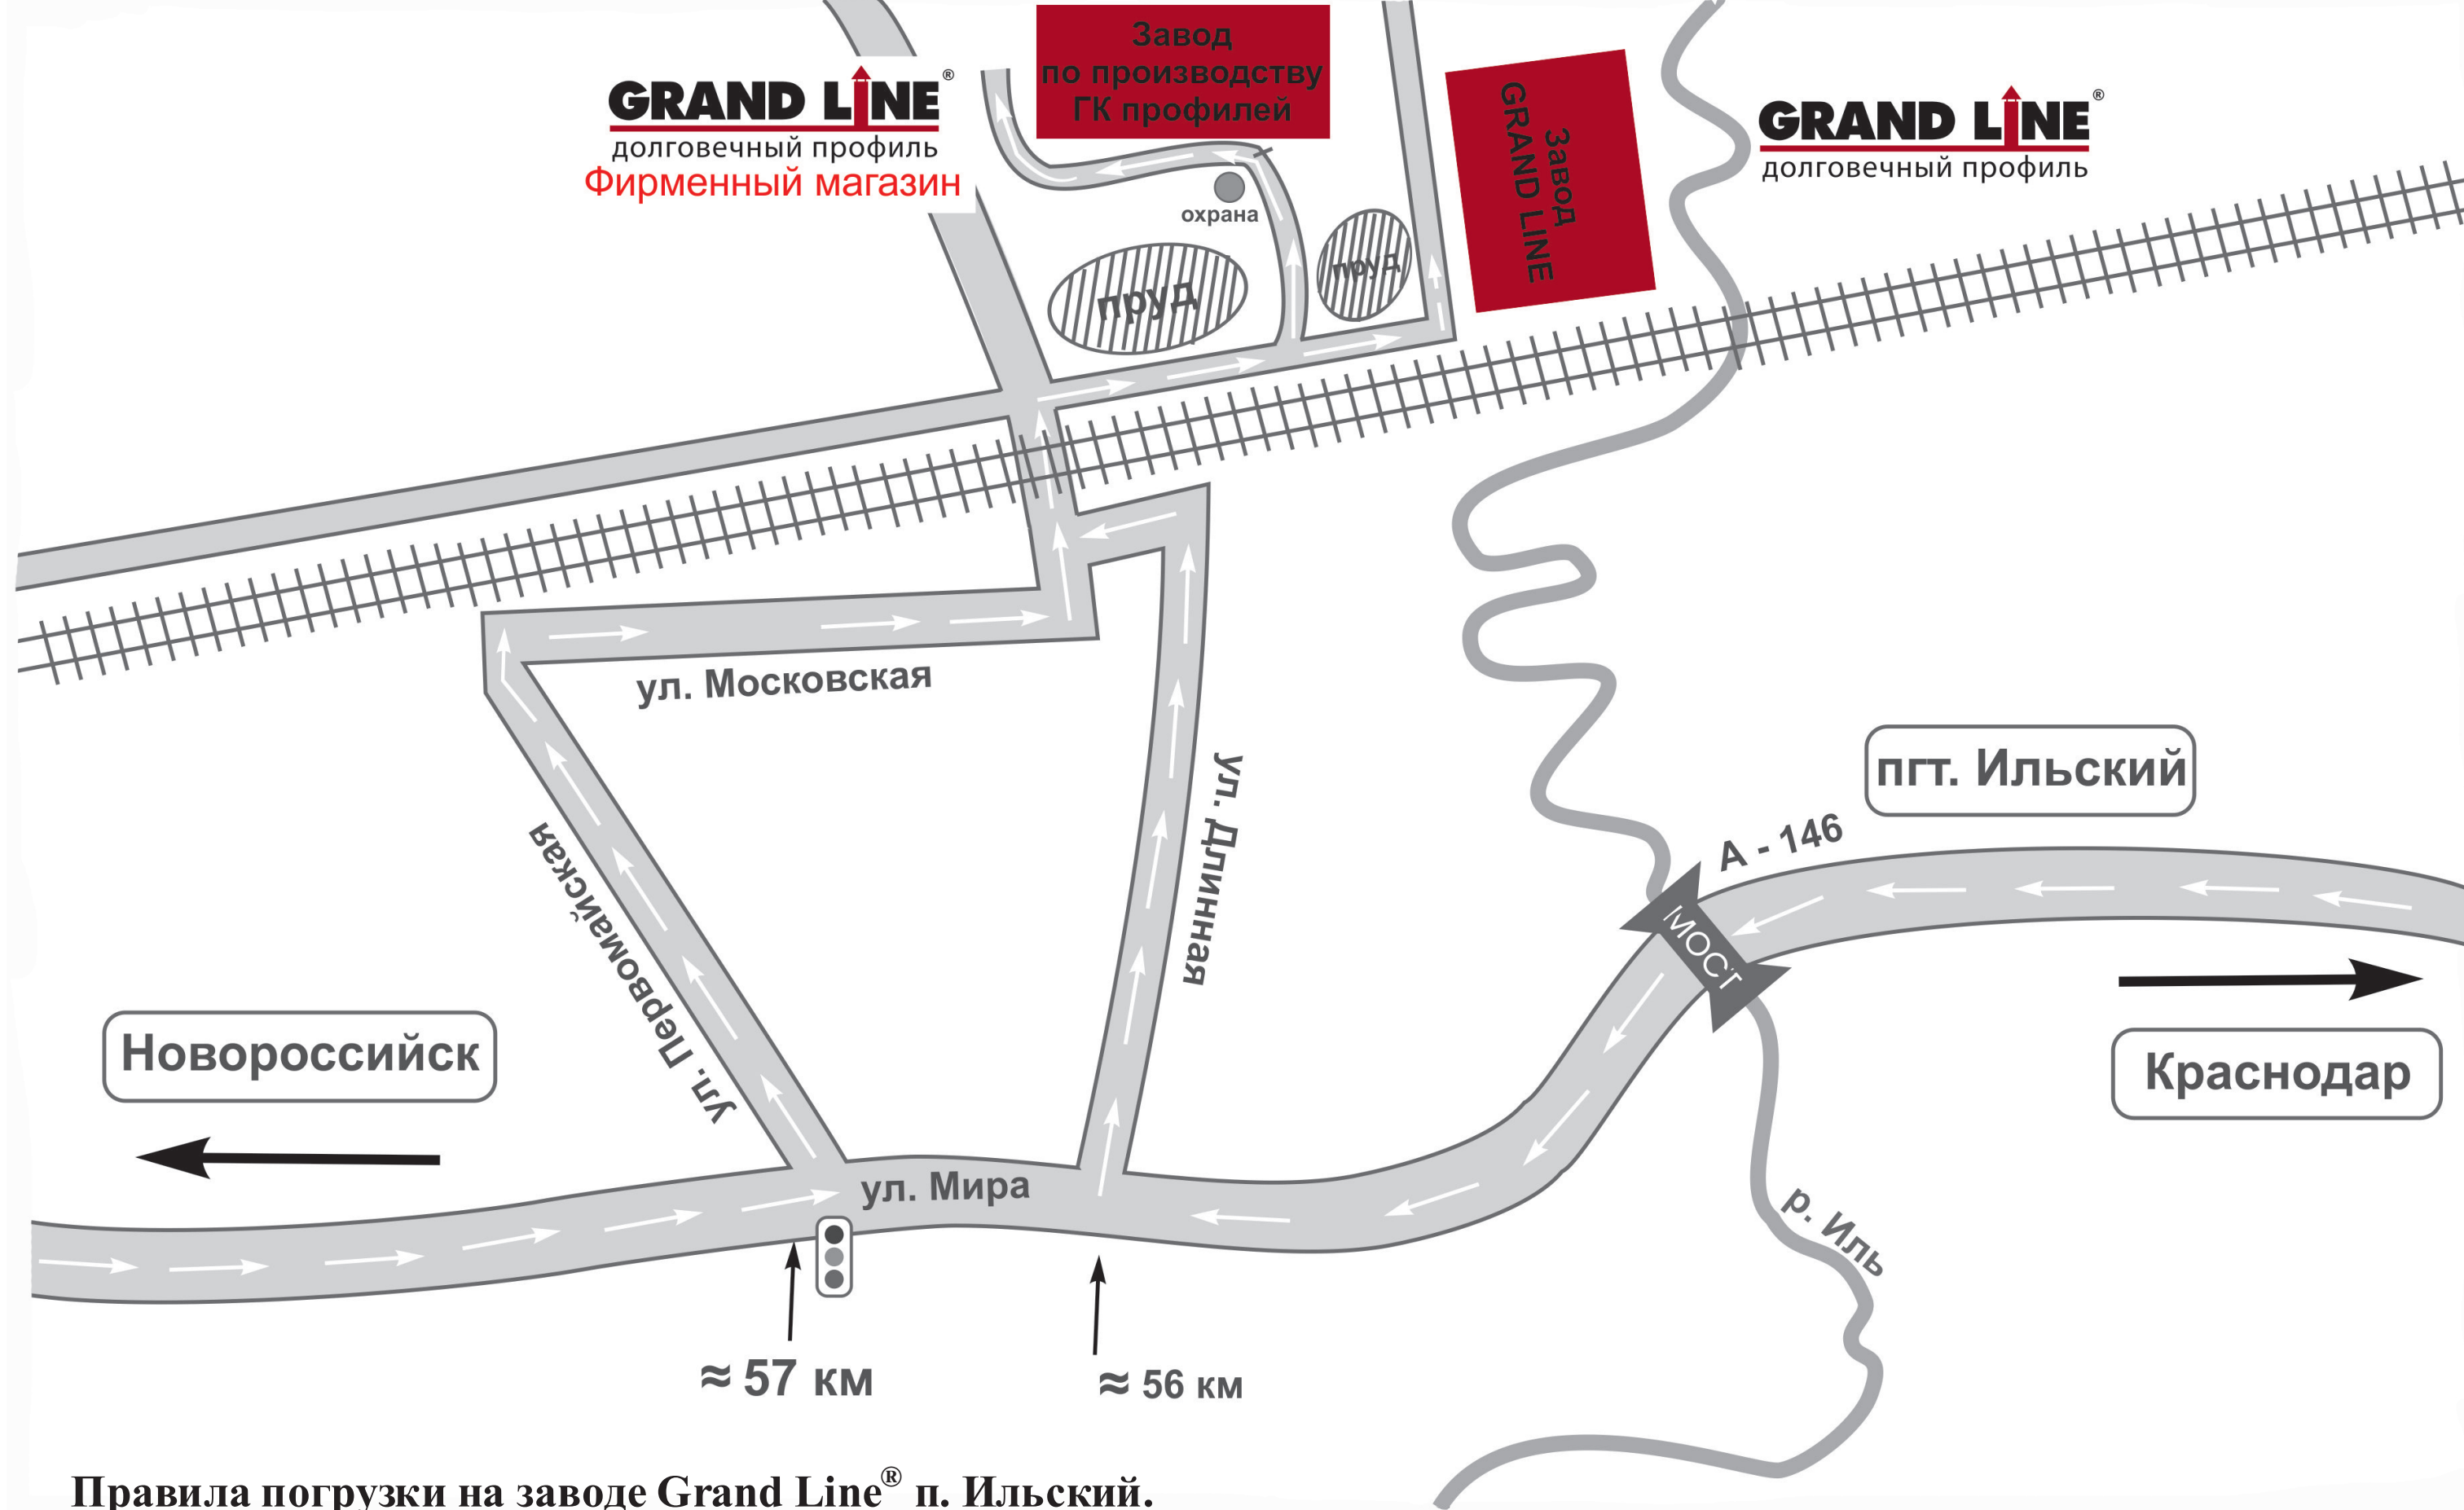 Завод
по производству
ГК профилей
GRAND LINE®
долговечный профиль
Фирменный магазин
Завод
GRAND LINE
GRAND LINE®
долговечный профиль
охрана
пруд
пруд
ул. Московская
ул. Длинная
ул. Первомайская
пгт. Ильский
А - 146
МОСТ
Новороссийск
Краснодар
ул. Мира
р. Иль
≈ 57 км
≈ 56 км
Правила погрузки на заводе Grand Line® п. Ильский.